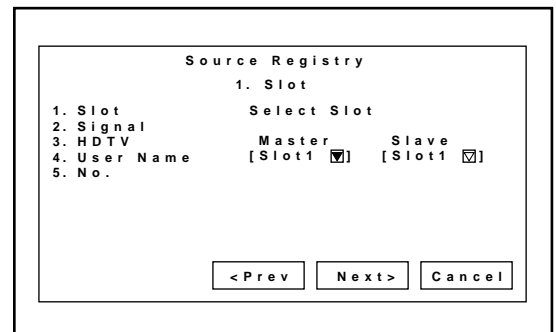 Source Registry
1. Slot
1. Slot Select Slot
2. Signal
3. HDTV Master Slave
4. User Name [Slot1 ▼] [Slot1 ▽]
5. No.
<Prev Next> Cancel